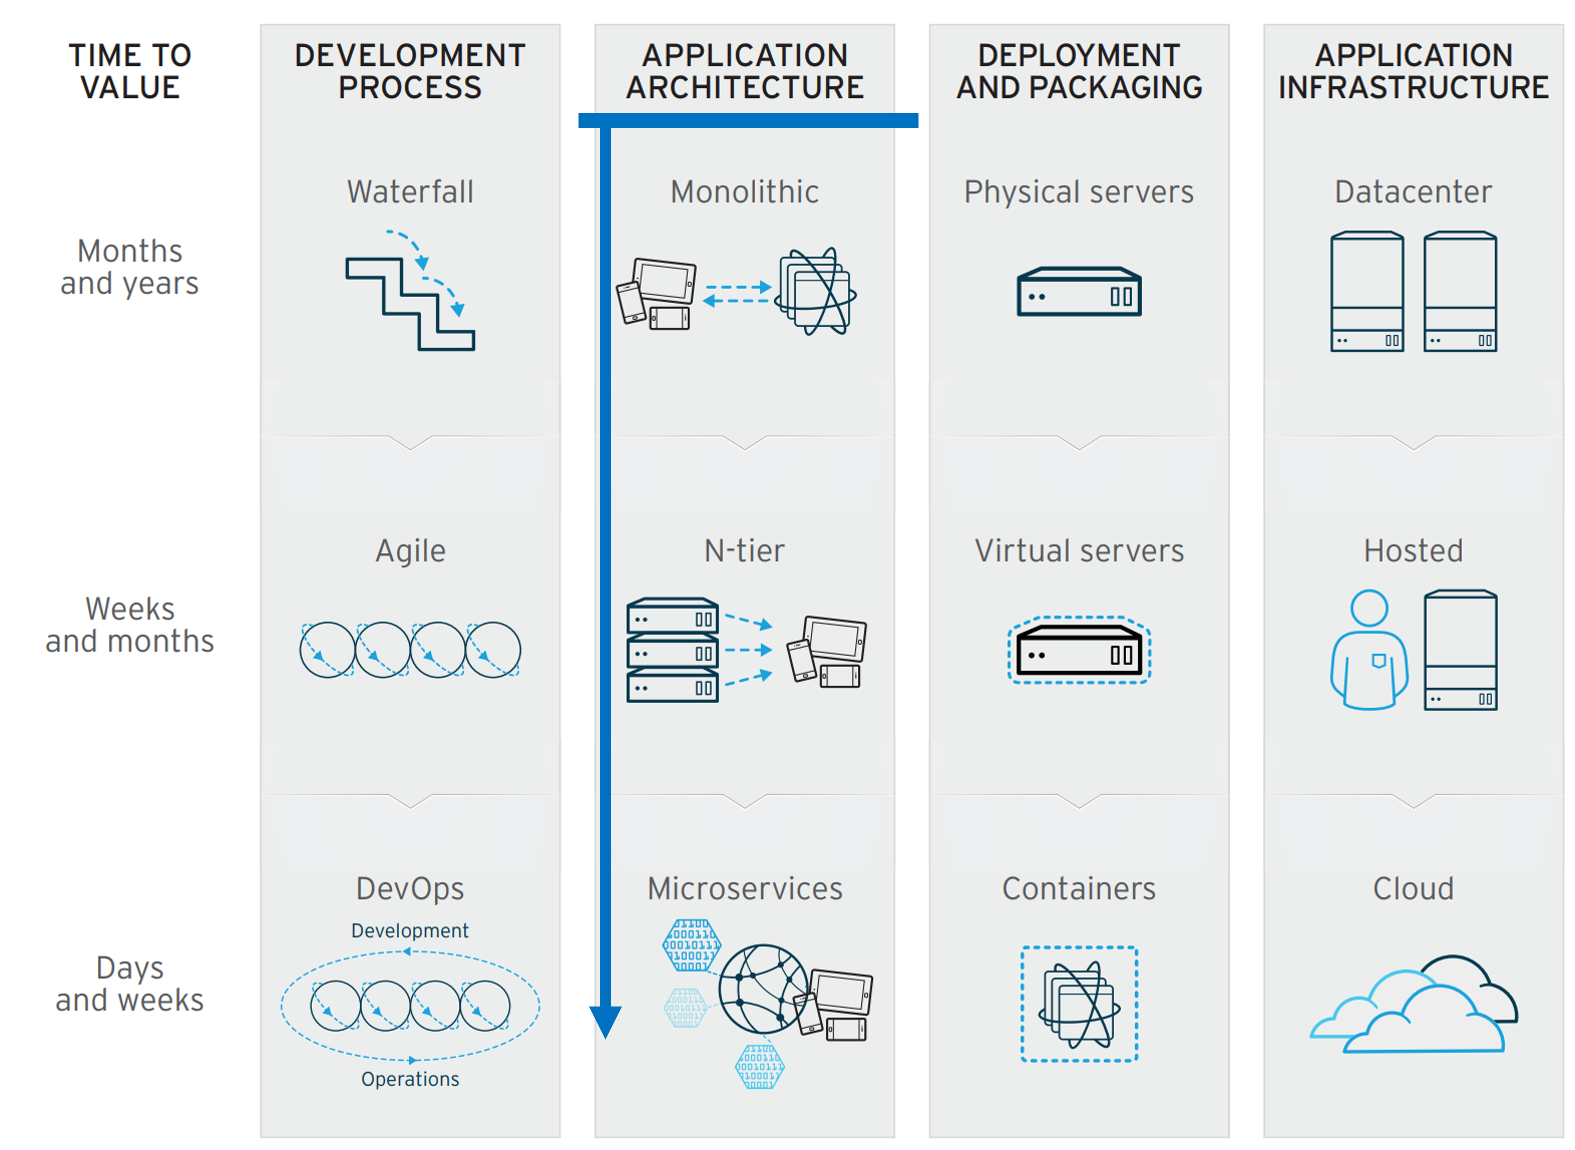 TIME TO
VALUE
DEVELOPMENT
PROCESS
APPLICATION
ARCHITECTURE
DEPLOYMENT
AND PACKAGING
APPLICATION
INFRASTRUCTURE
Months
and years
Waterfall
Monolithic
Physical servers
Datacenter
Weeks
and months
Agile
N-tier
Virtual servers
Hosted
Days
and weeks
DevOps
Development
Operations
Microservices
Containers
Cloud